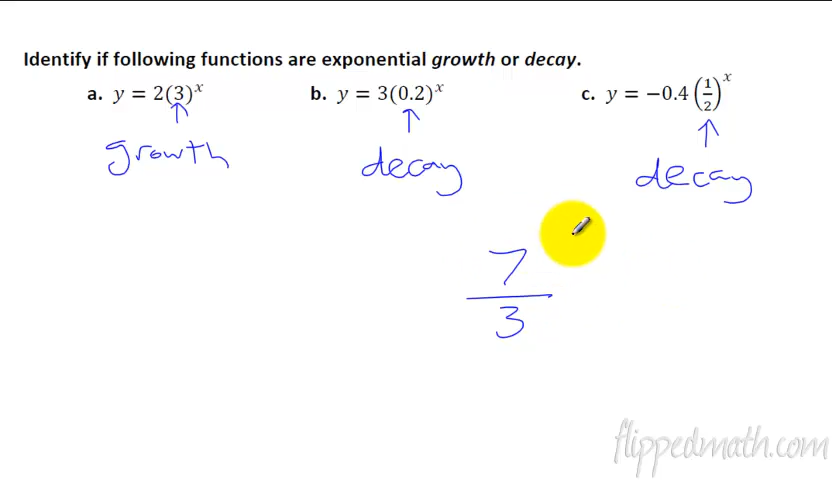 Identify if following functions are exponential growth or decay.
a. y = 2(3)^x b. y = 3(0.2)^x c. y = −0.4(1/2)^x
growth decay decay
7
3
flippedmath.com